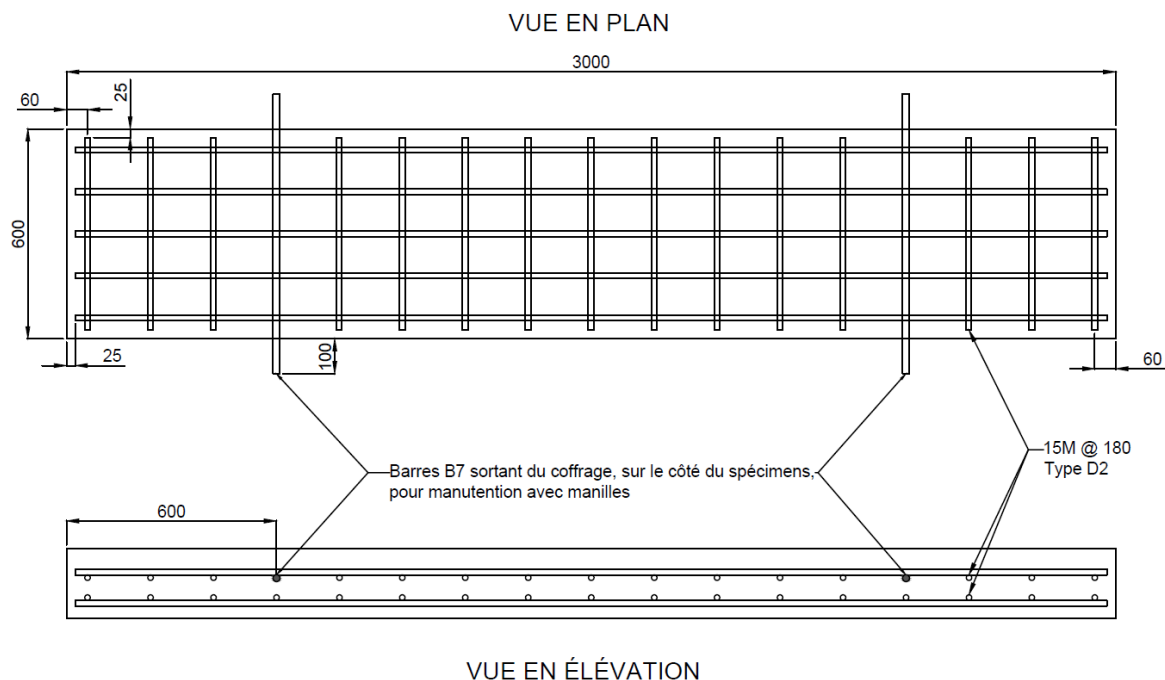 VUE EN PLAN
3000
60
25
600
25
100
60
Barres B7 sortant du coffrage, sur le côté du spécimens,
pour manutention avec manilles
15M @ 180
Type D2
600
VUE EN ÉLÉVATION